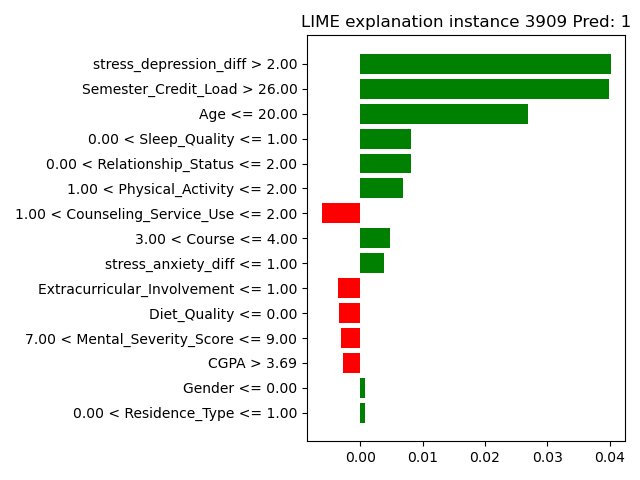 LIME explanation instance 3909 Pred: 1
stress_depression_diff > 2.00
Semester_Credit_Load > 26.00
Age <= 20.00
0.00 < Sleep_Quality <= 1.00
0.00 < Relationship_Status <= 2.00
1.00 < Physical_Activity <= 2.00
1.00 < Counseling_Service_Use <= 2.00
3.00 < Course <= 4.00
stress_anxiety_diff <= 1.00
Extracurricular_Involvement <= 1.00
Diet_Quality <= 0.00
7.00 < Mental_Severity_Score <= 9.00
CGPA > 3.69
Gender <= 0.00
0.00 < Residence_Type <= 1.00
0.00 0.01 0.02 0.03 0.04